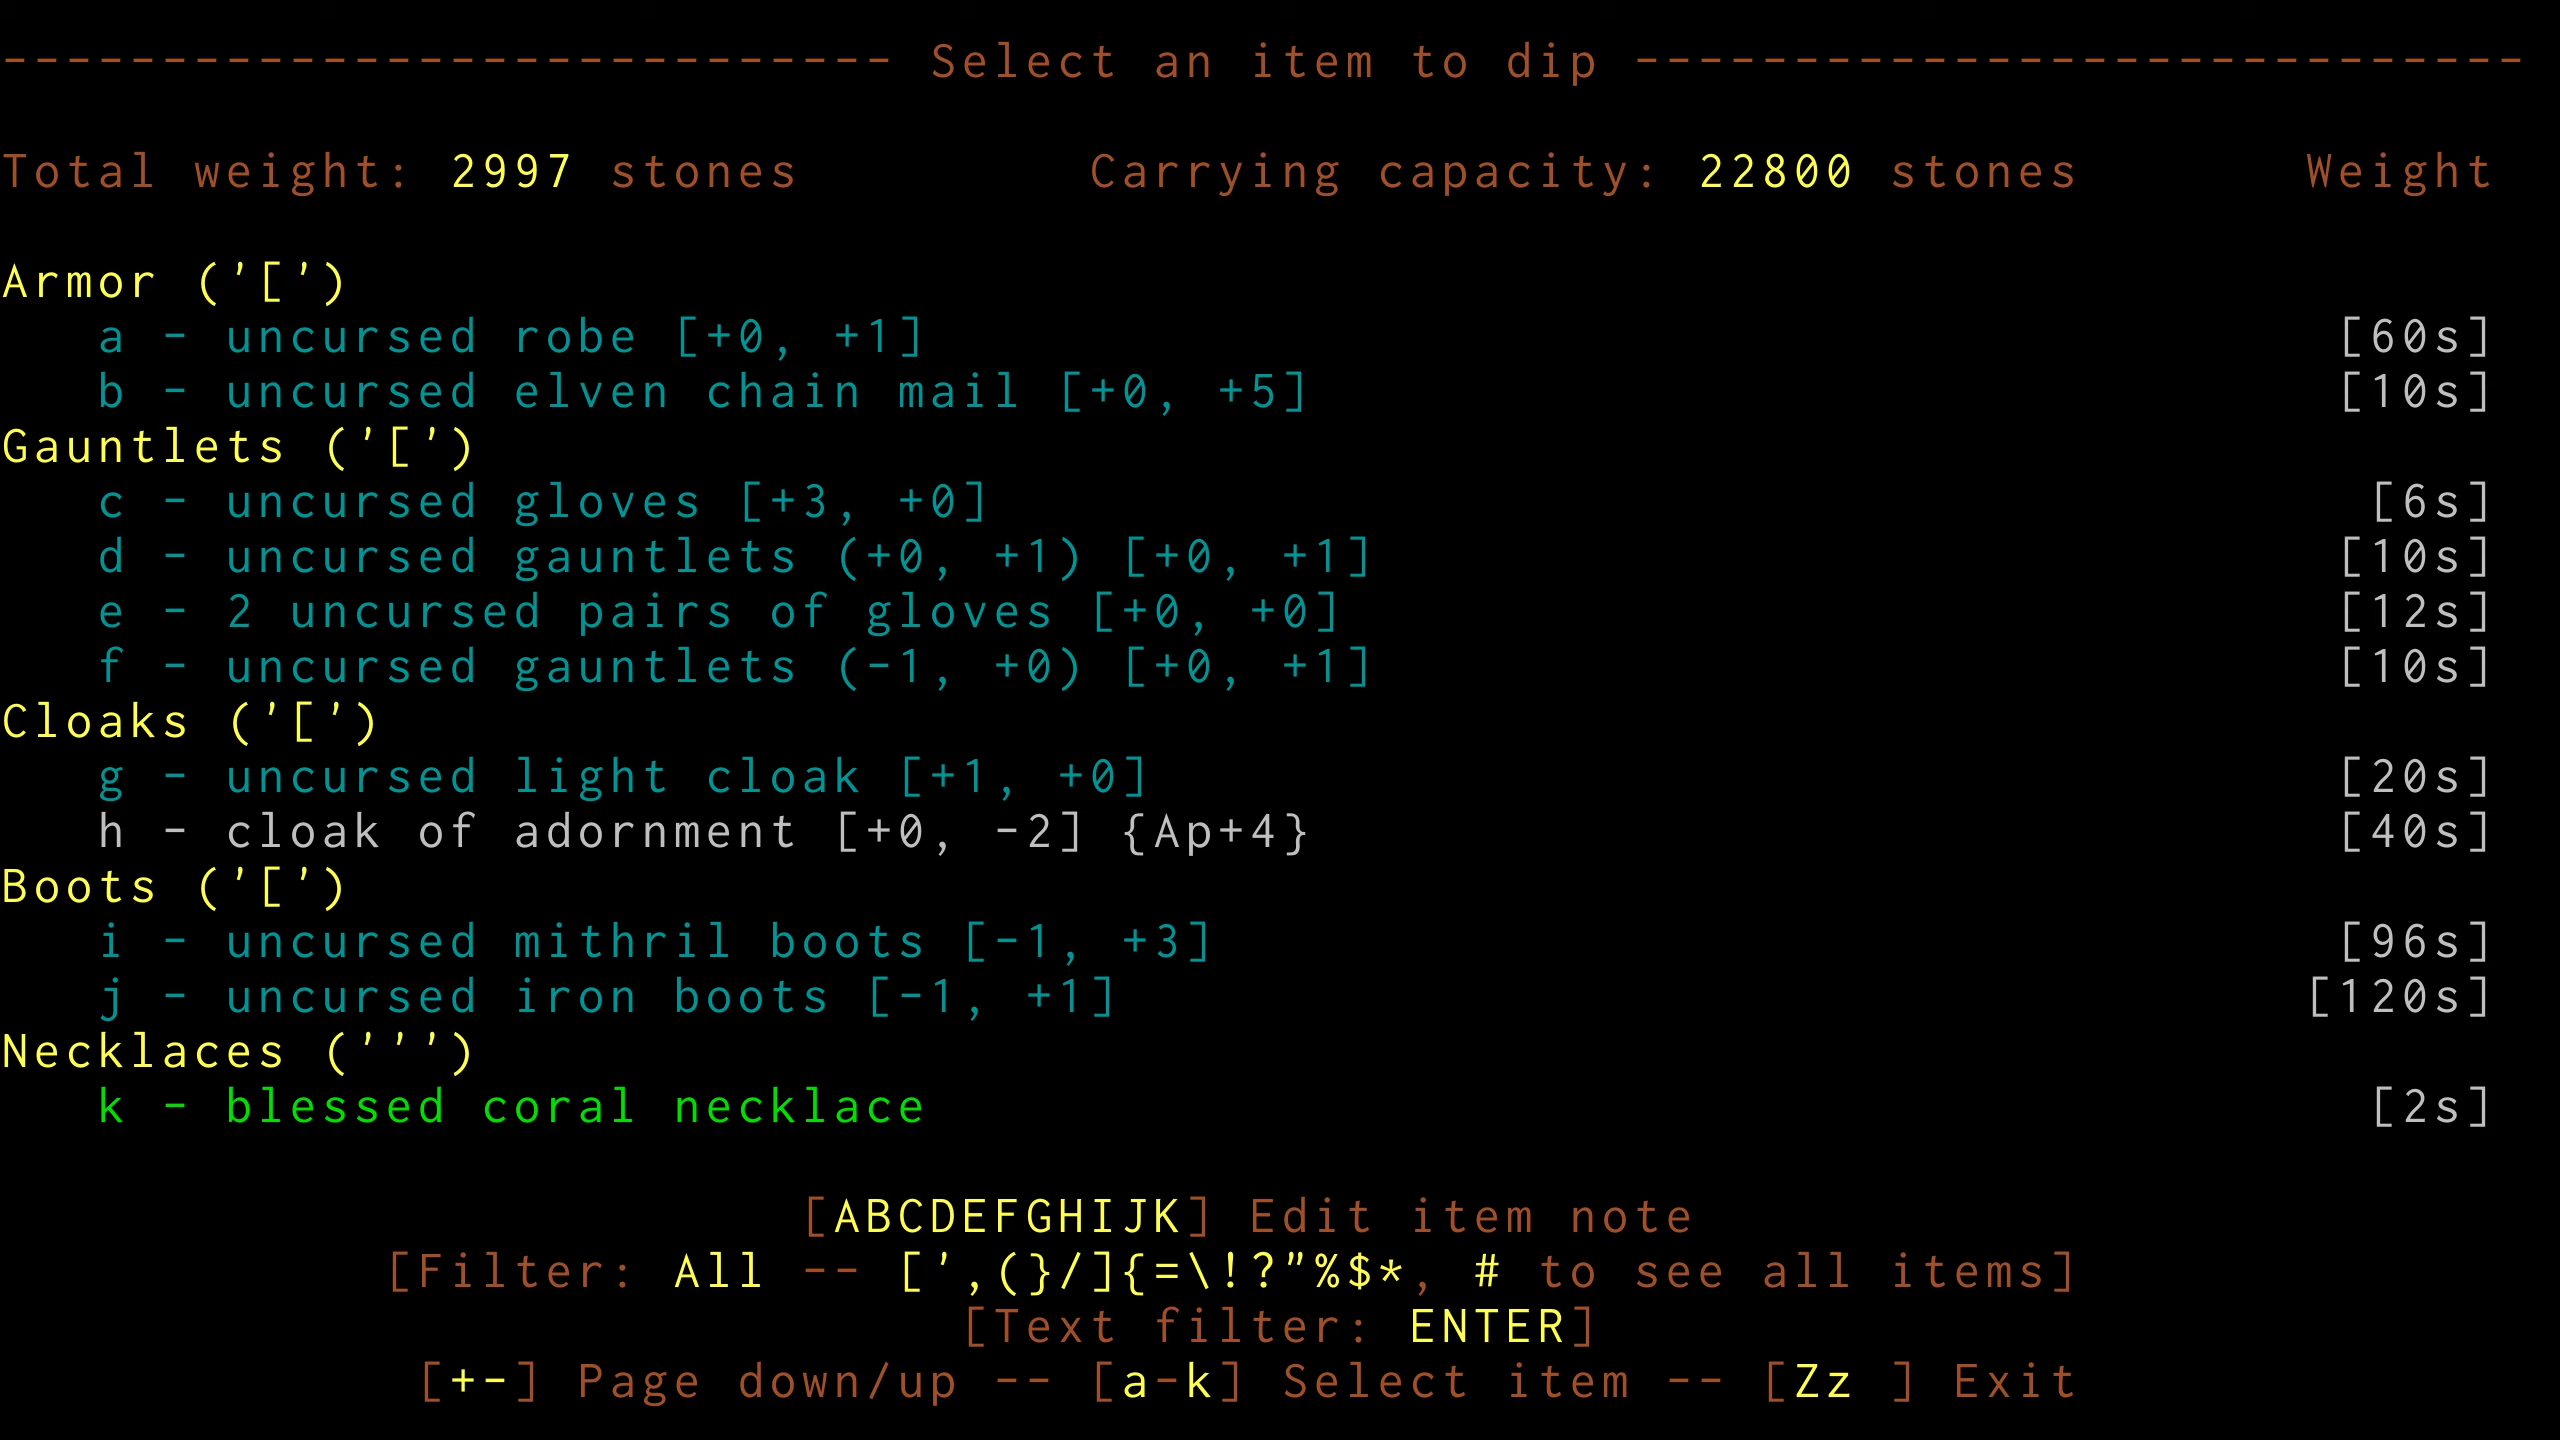 ---------------------------- Select an item to dip ----------------------------
Total weight: 2997 stones Carrying capacity: 22800 stones Weight
Armor ('[')
a - uncursed robe [+0, +1] [60s]
b - uncursed elven chain mail [+0, +5] [10s]
Gauntlets ('[')
c - uncursed gloves [+3, +0] [6s]
d - uncursed gauntlets (+0, +1) [+0, +1] [10s]
e - 2 uncursed pairs of gloves [+0, +0] [12s]
f - uncursed gauntlets (-1, +0) [+0, +1] [10s]
Cloaks ('[')
g - uncursed light cloak [+1, +0] [20s]
h - cloak of adornment [+0, -2] {Ap+4} [40s]
Boots ('[')
i - uncursed mithril boots [-1, +3] [96s]
j - uncursed iron boots [-1, +1] [120s]
Necklaces (''')
k - blessed coral necklace [2s]
[ABCDEFGHIJK] Edit item note
[Filter: All -- [',(}/]{=\!?"%$*, # to see all items]
[Text filter: ENTER]
[+-] Page down/up -- [a-k] Select item -- [Zz ] Exit